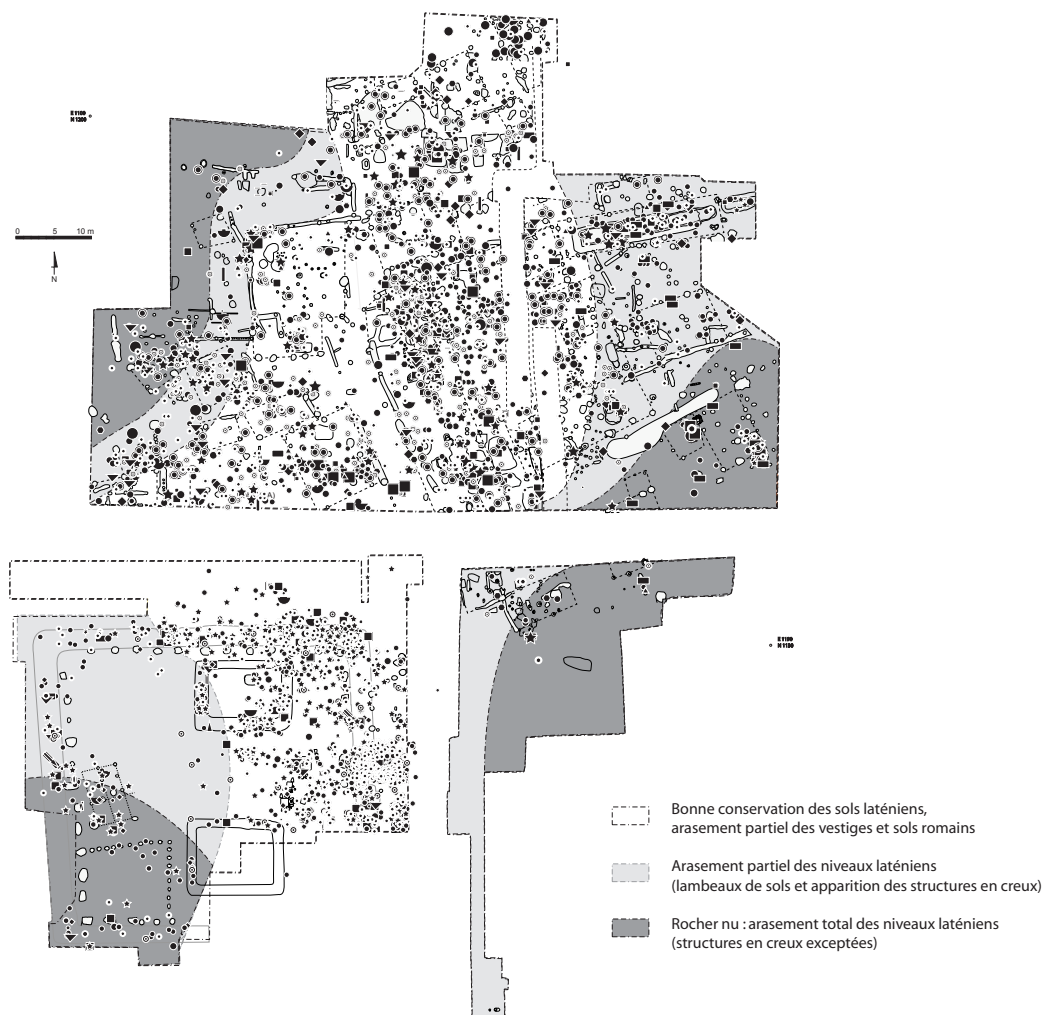 E 1100
N 1200
0 5 10 m
N
(A)
E 1190
N 1150
Bonne conservation des sols laténiens,
arasement partiel des vestiges et sols romains
Arasement partiel des niveaux laténiens
(lambeaux de sols et apparition des structures en creux)
Rocher nu : arasement total des niveaux laténiens
(structures en creux exceptées)